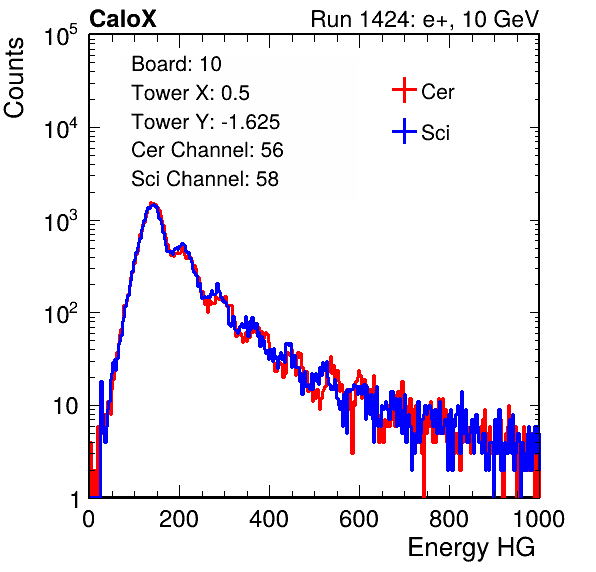 CaloX Run 1424: e+, 10 GeV
Counts
10^5
10^4
10^3
10^2
10
1
Board: 10
Tower X: 0.5
Tower Y: -1.625
Cer Channel: 56
Sci Channel: 58
Cer
Sci
0 200 400 600 800 1000
Energy HG